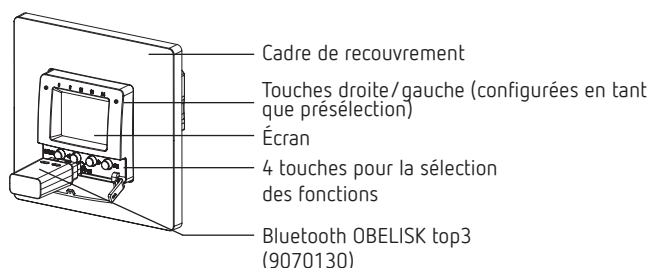 Cadre de recouvrement
Touches droite/gauche (configurées en tant
que présélection)
Écran
4 touches pour la sélection
des fonctions
Bluetooth OBELISK top3
(9070130)